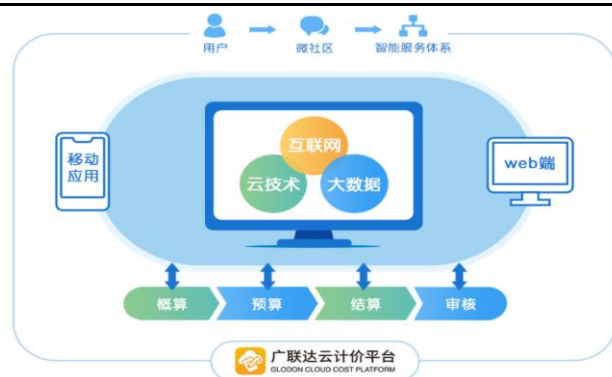 用户
微社区
智能服务体系
移动
应用
互联网
云技术
大数据
web端
概算
预算
结算
审核
广联达云计价平台
GLODON CLOUD COST PLATFORM